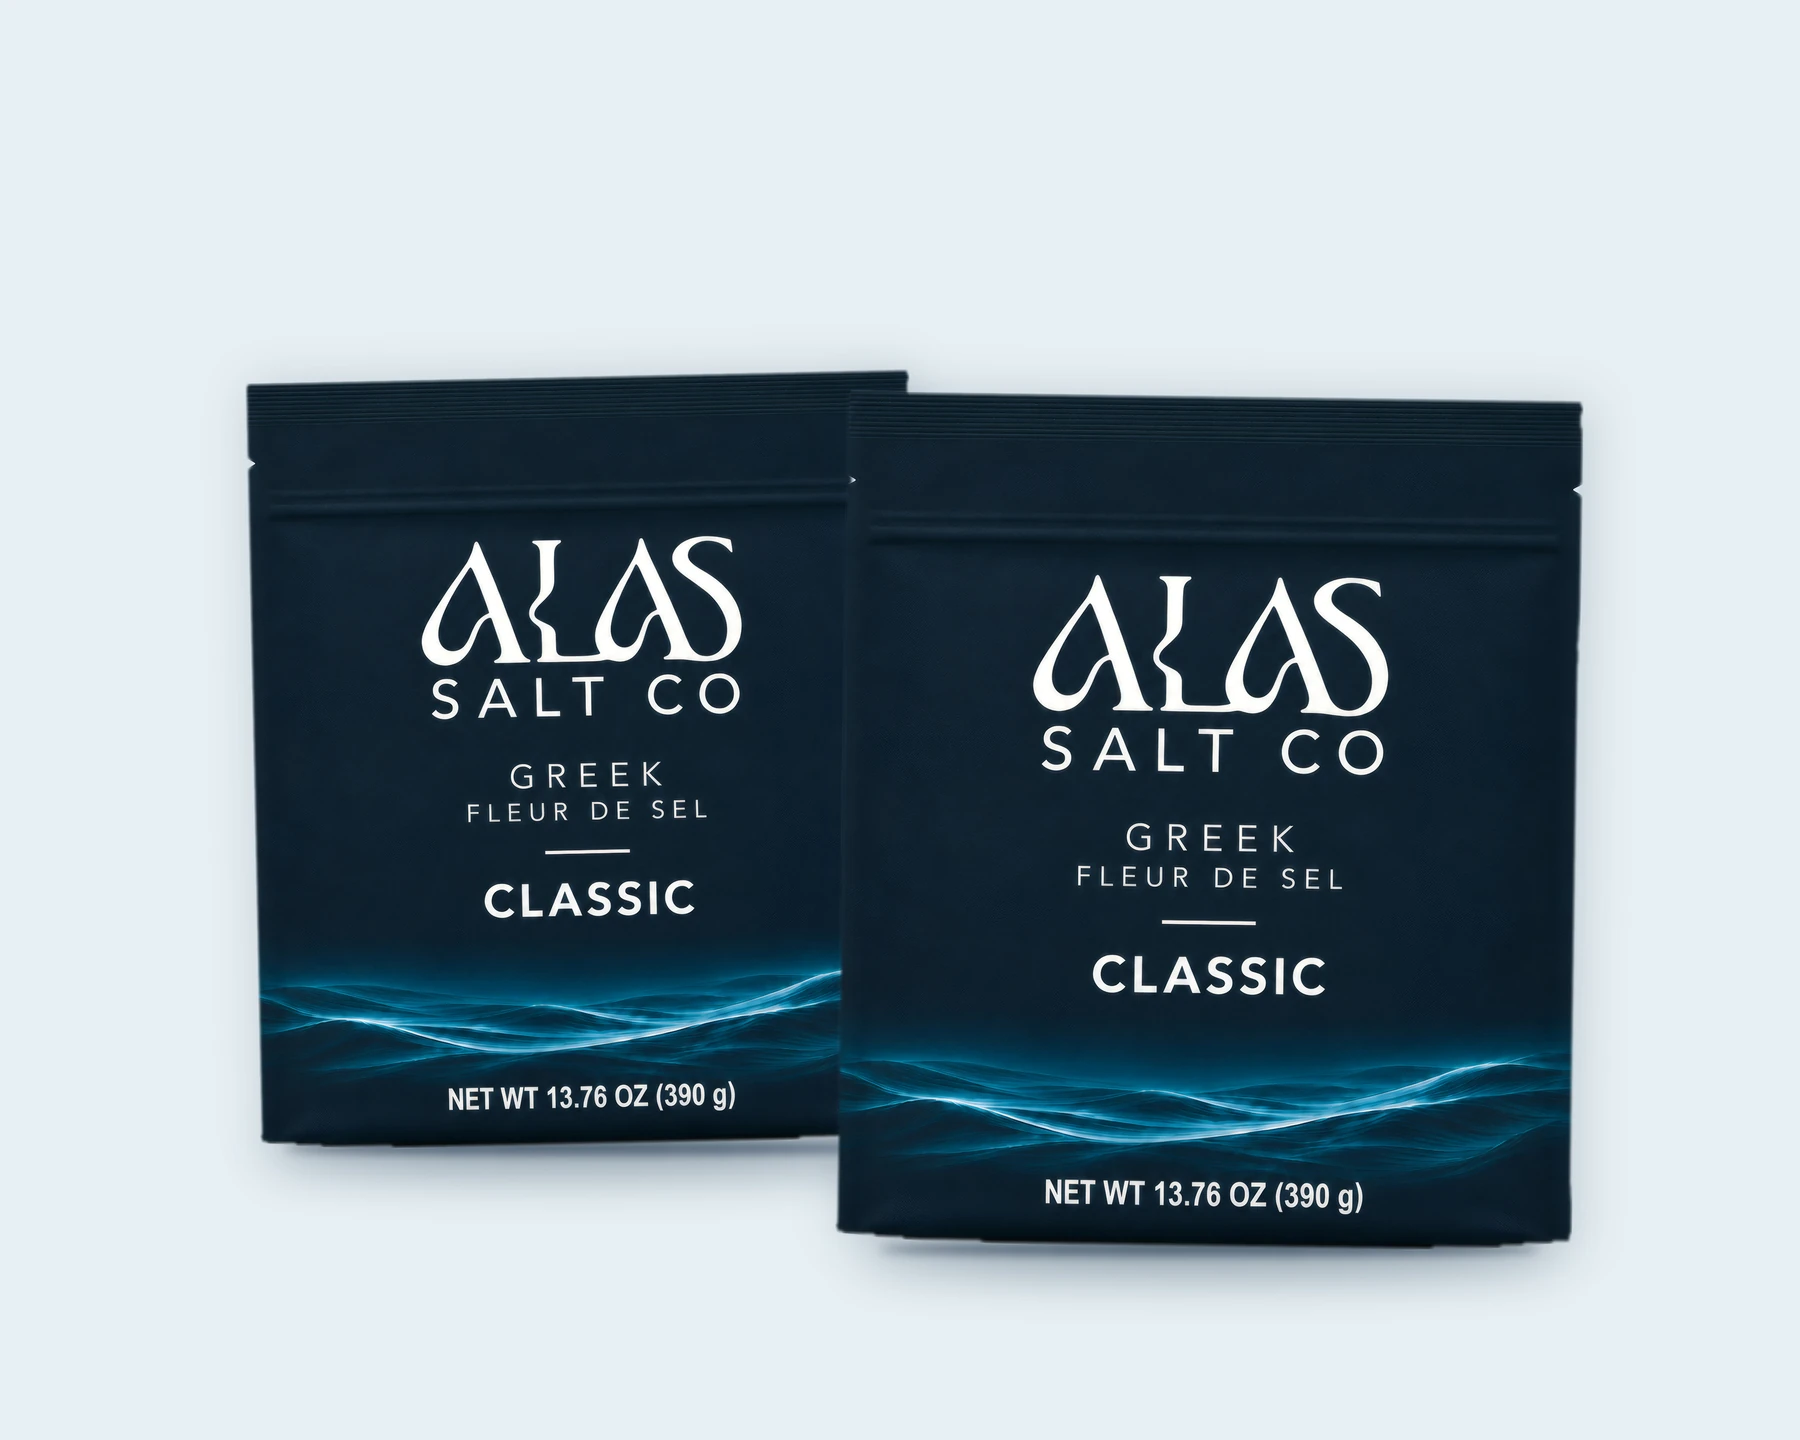 ALAS
SALT CO
GREEK
FLEUR DE SEL
CLASSIC
NET WT 13.76 OZ (390 g)
ALAS
SALT CO
GREEK
FLEUR DE SEL
CLASSIC
NET WT 13.76 OZ (390 g)